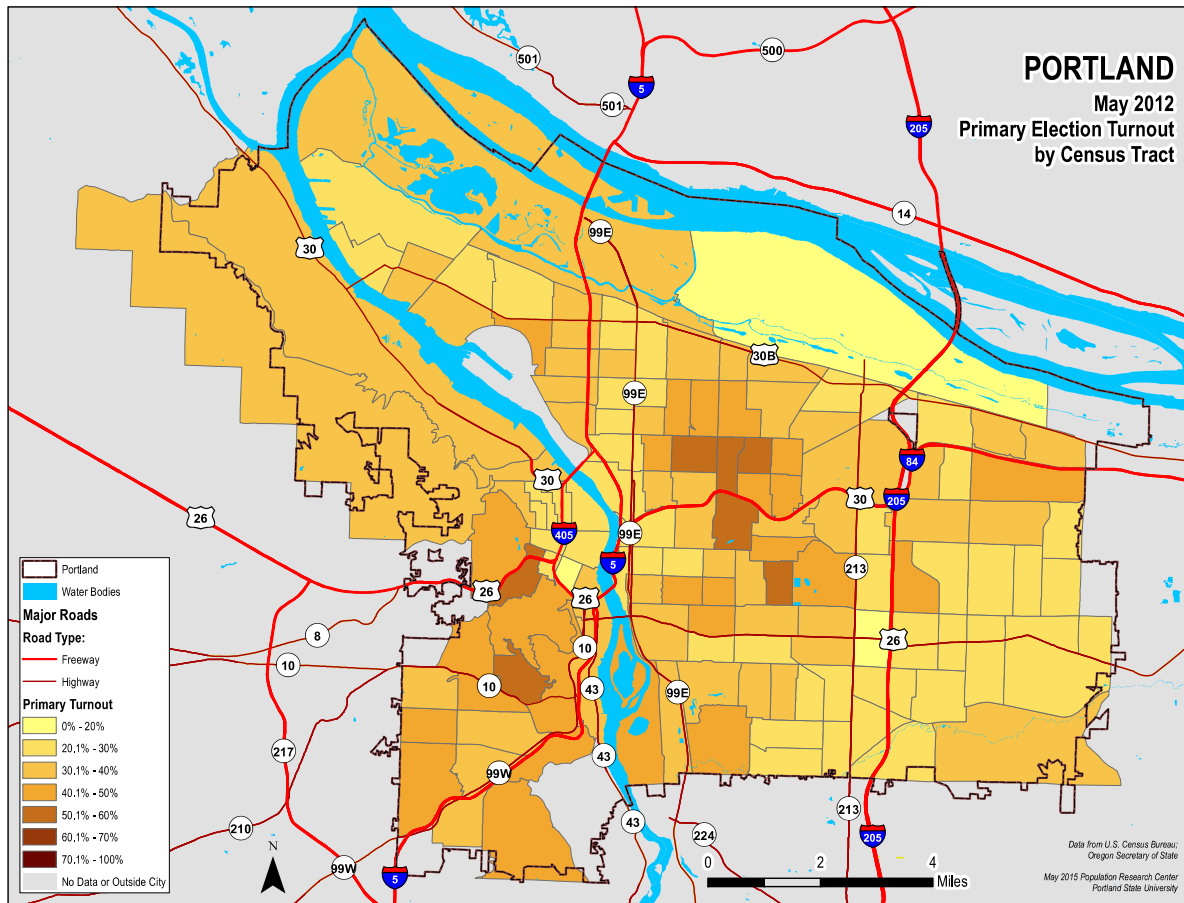 PORTLAND
May 2012
Primary Election Turnout
by Census Tract
501
500
5
501
205
14
99E
30
30B
99E
84
30
30
205
26
99E
405
5
213
26
26
26
8
10
10
10
43
99E
217
43
99W
213
210
43
224
205
99W
5
Portland
Water Bodies
Major Roads
Road Type:
Freeway
Highway
Primary Turnout
0% - 20%
20.1% - 30%
30.1% - 40%
40.1% - 50%
50.1% - 60%
60.1% - 70%
70.1% - 100%
No Data or Outside City
N
0 2 4
Miles
Data from U.S. Census Bureau;
Oregon Secretary of State
May 2015 Population Research Center
Portland State University